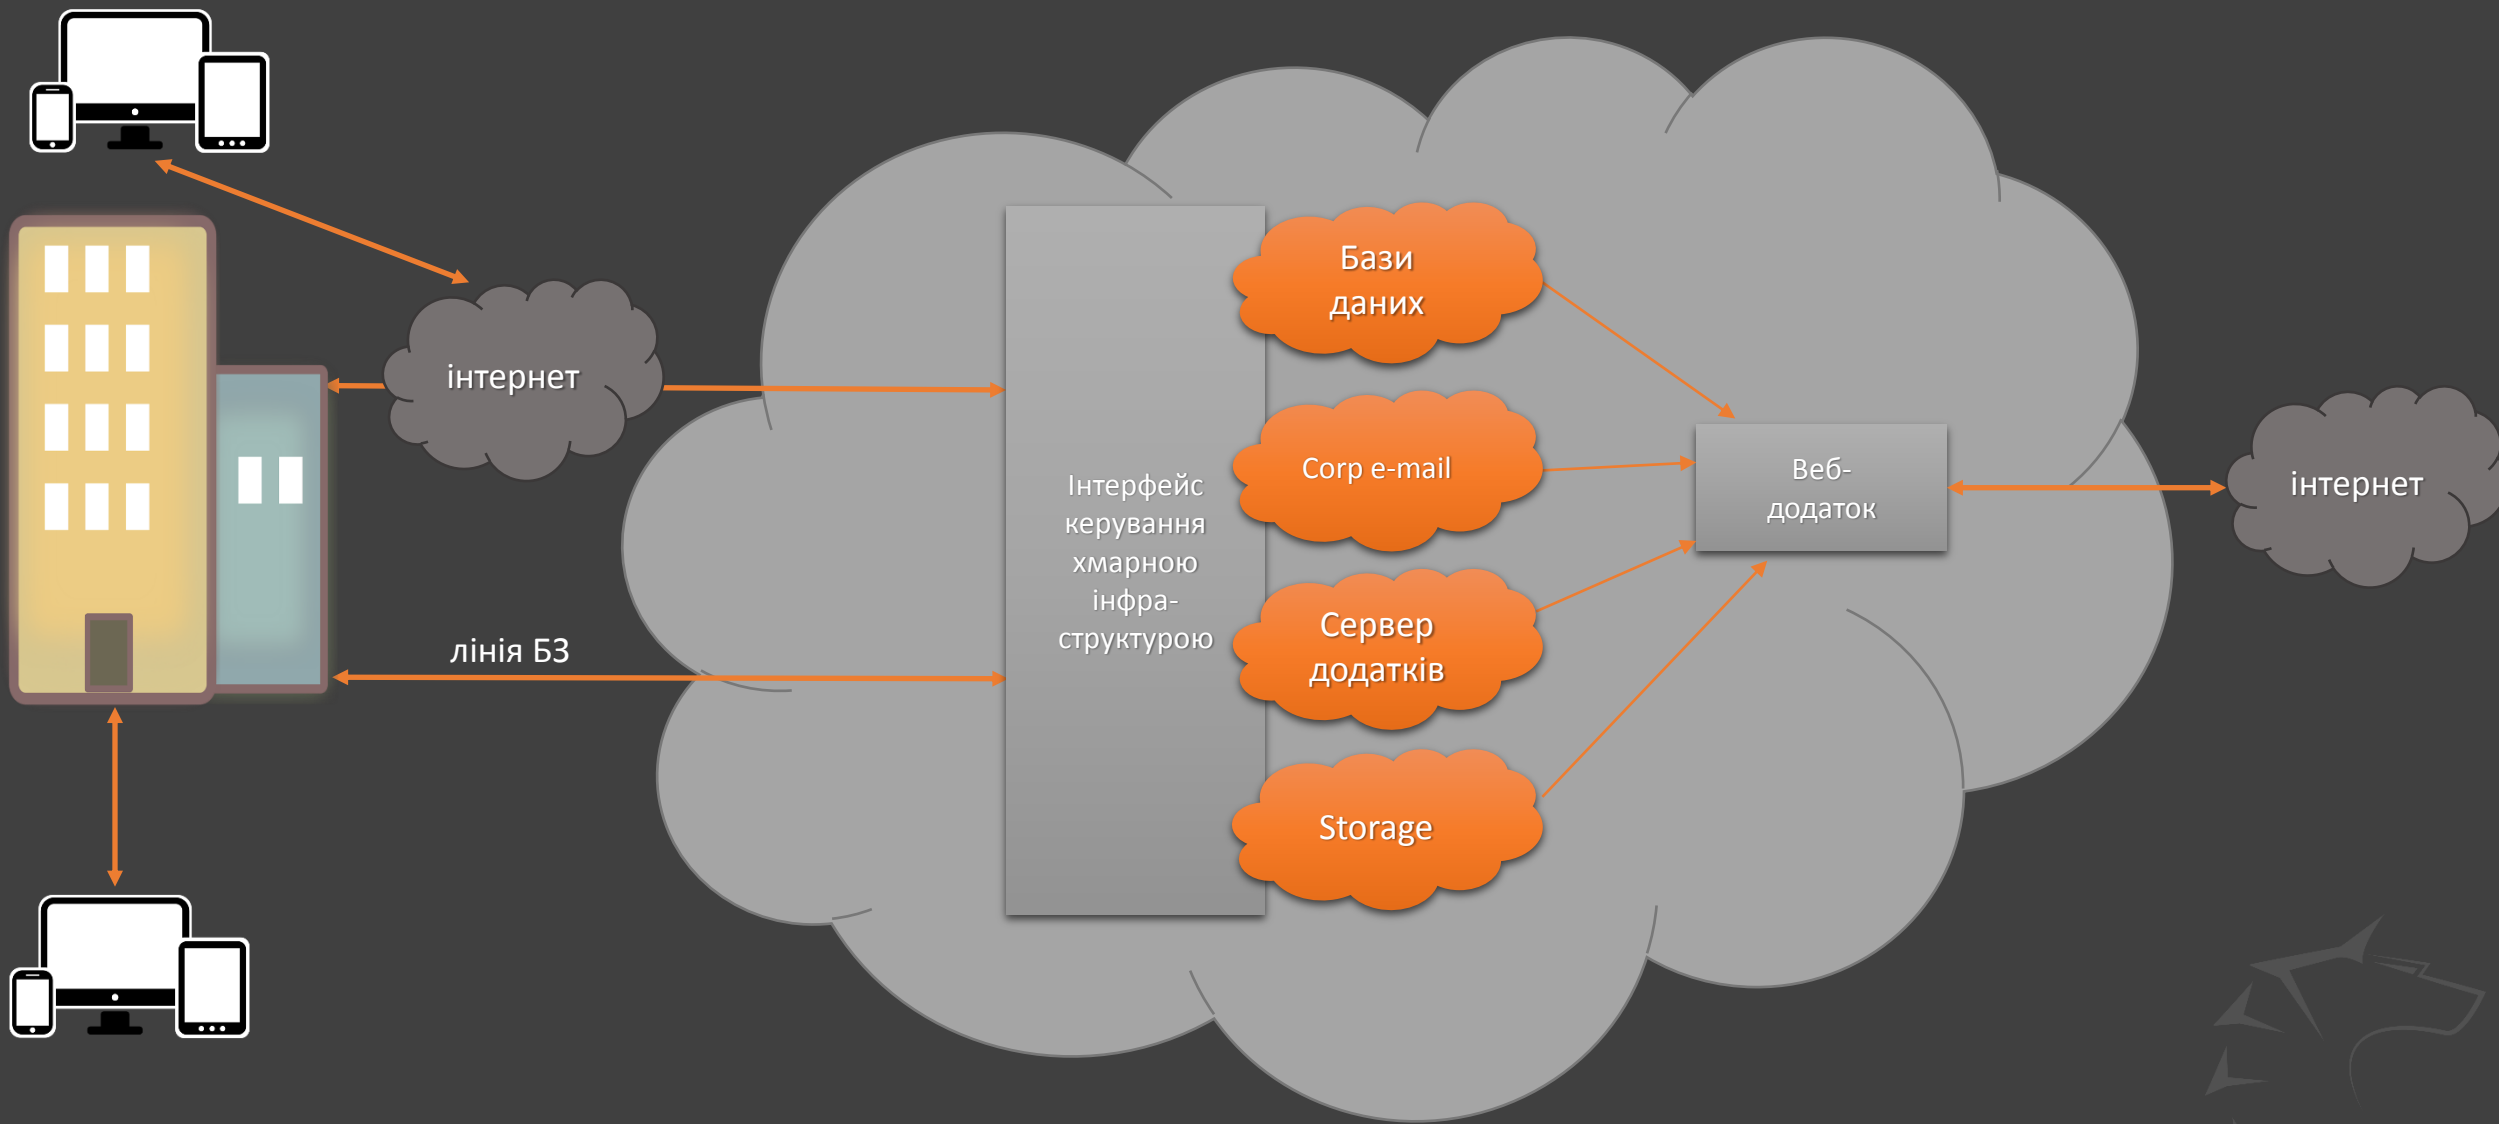 інтернет
лінія БЗ
Інтерфейс
керування
хмарною
інфра-
структурою
Бази
даних
Corp e-mail
Сервер
додатків
Storage
Веб-
додаток
інтернет